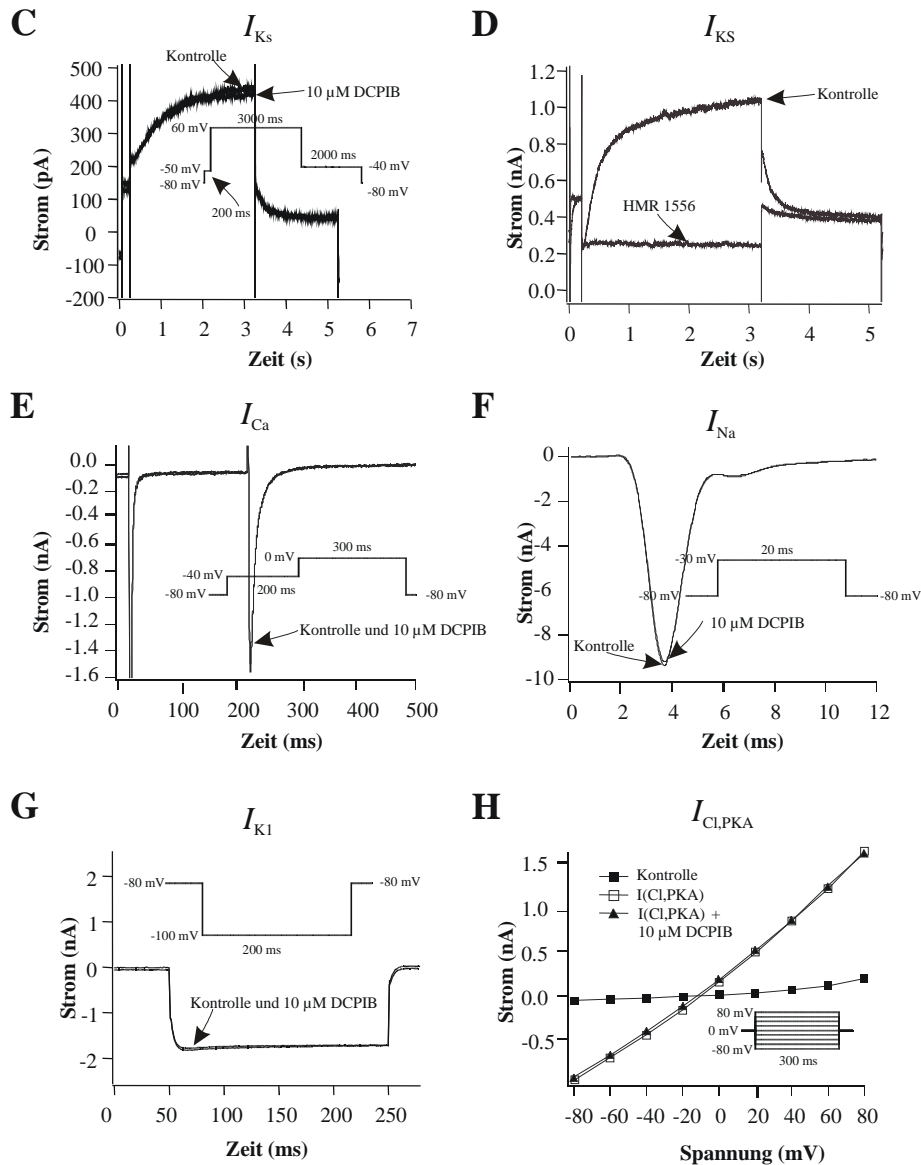 C
I Ks
Kontrolle
10 µM DCPIB
500
400
300
200
100
0
-100
-200
Strom (pA)
60 mV
3000 ms
2000 ms
-50 mV
-80 mV
200 ms
-40 mV
-80 mV
0 1 2 3 4 5 6 7
Zeit (s)
D
I KS
1.2
1.0
0.8
0.6
0.4
0.2
0.0
Strom (nA)
Kontrolle
HMR 1556
0 1 2 3 4 5
Zeit (s)
E
I Ca
0.0
-0.2
-0.4
-0.6
-0.8
-1.0
-1.2
-1.4
-1.6
Strom (nA)
0 mV
300 ms
-40 mV
-80 mV
200 ms
-80 mV
Kontrolle und 10 µM DCPIB
0 100 200 300 400 500
Zeit (ms)
F
I Na
0
-2
-4
-6
-8
-10
Strom (nA)
-30 mV
20 ms
-80 mV
-80 mV
10 µM DCPIB
Kontrolle
0 2 4 6 8 10 12
Zeit (ms)
G
I K1
2
0
-2
-2
Strom (nA)
-80 mV
-80 mV
-100 mV
200 ms
Kontrolle und 10 µM DCPIB
0 50 100 150 200 250
Zeit (ms)
H
I Cl,PKA
1.5
1.0
0.5
0.0
-0.5
Strom (nA)
Kontrolle
I(Cl,PKA)
I(Cl,PKA) +
10 µM DCPIB
80 mV
0 mV
-80 mV
300 ms
-80 -60 -40 -20 0 20 40 60 80
Spannung (mV)